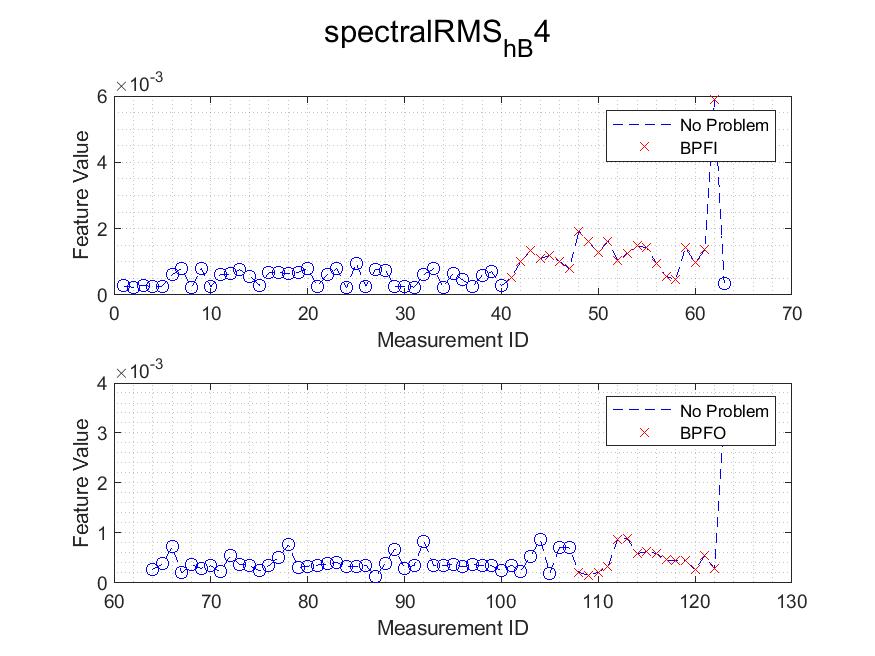 spectralRMS_hB4
×10^-3
6
4
2
0
Feature Value
No Problem
BPFI
0 10 20 30 40 50 60 70
Measurement ID
×10^-3
4
3
2
1
0
Feature Value
No Problem
BPFO
60 70 80 90 100 110 120 130
Measurement ID